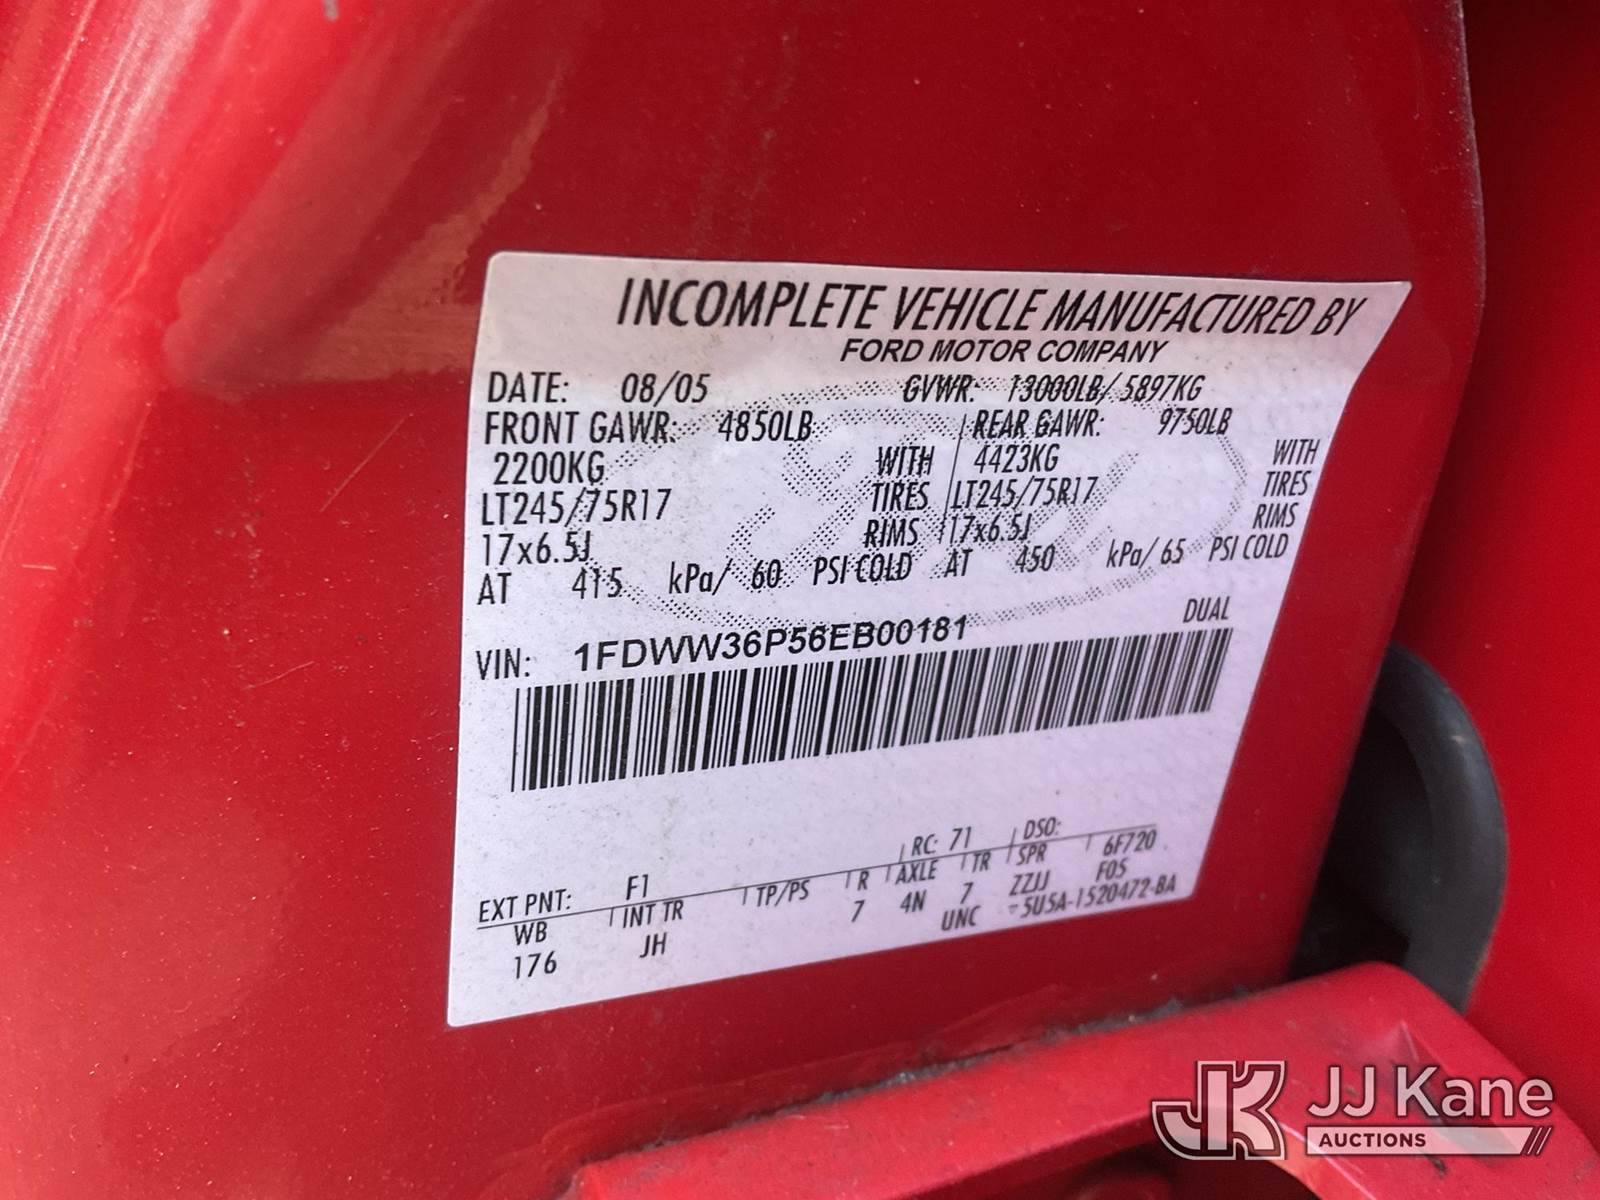 INCOMPLETE VEHICLE MANUFACTURED BY
FORD MOTOR COMPANY
DATE: 08/05 GVWR: 13000LB/ 5897KG
FRONT GAWR: 4850LB REAR GAWR: 9750LB
2200KG WITH 4423KG WITH
LT245/75R17 TIRES LT245/75R17 TIRES
17x6.5J RIMS 17x6.5J RIMS
AT 415 kPa/ 60 PSI COLD AT 450 kPa/ 65 PSI COLD
VIN: 1FDWW36P56EB00181 DUAL
EXT PNT: F1 RC: 71 DSO:
WB INT TR TP/PS R AXLE TR SPR 6F720
176 JH 7 4N 7 ZZJJ F05
UNC 5U5A-1520472-BA
JK JJ Kane
AUCTIONS